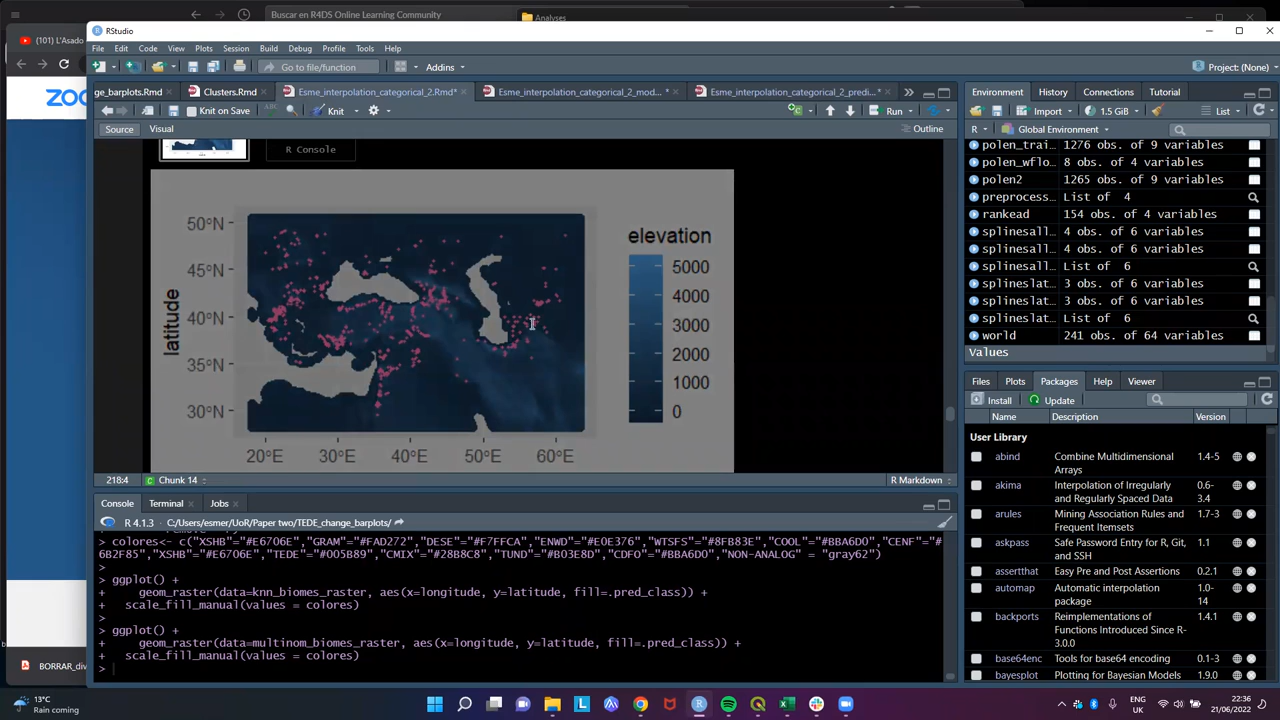 Buscar en R4DS Online Learning Community
Analyses
(101) L'Asado
RStudio
File Edit Code View Plots Session Build Debug Profile Tools Help
Go to file/function Addins Project: (None)
ge_barplots.Rmd Clusters.Rmd Esme_interpolation_categorical_2.Rmd* Esme_interpolation_categorical_2_mod... * Esme_interpolation_categorical_2_predi... *
Knit on Save Knit Run
Source Visual Outline
R Console
elevation
50°N
45°N
40°N
35°N
30°N
latitude
20°E 30°E 40°E 50°E 60°E
5000
4000
3000
2000
1000
0
218:4 Chunk 14 R Markdown
Console Terminal Jobs
R 4.1.3 · C:/Users/esmer/UoR/Paper two/TEDE_change_barplots/
> colores<- c("XSHB"="#E6706E","GRAM"="#FAD272","DESE"="#F7FFCA","ENWD"="#E0E376","WTSFS"="#8FB83E","COOL"="#BBA6D0","CENF"="#
6B2F85","XSHB"="#E6706E","TEDE"="#005B89","CMIX"="#28B8C8","TUND"="#B03E8D","CDFO"="#BBA6D0","NON-ANALOG" = "gray62")
>
> ggplot() +
+ geom_raster(data=knn_biomes_raster, aes(x=longitude, y=latitude, fill=.pred_class)) +
+ scale_fill_manual(values = colores)
>
> ggplot() +
+ geom_raster(data=multinom_biomes_raster, aes(x=longitude, y=latitude, fill=.pred_class)) +
+ scale_fill_manual(values = colores)
>
Environment History Connections Tutorial
Import 1.5 GiB List
R Global Environment
polen_trai... 1276 obs. of 9 variables
polen_wflo... 8 obs. of 4 variables
polen2 1265 obs. of 9 variables
preprocess... List of 4
rankead 154 obs. of 4 variables
splinesall... 4 obs. of 6 variables
splinesall... 4 obs. of 6 variables
splinesall... List of 6
splineslat... 3 obs. of 6 variables
splineslat... 3 obs. of 6 variables
splineslat... List of 6
world 241 obs. of 64 variables
Values
Files Plots Packages Help Viewer
Install Update
Name Description Version
User Library
abind Combine Multidimensional Arrays 1.4-5
akima Interpolation of Irregularly and Regularly Spaced Data 0.6-3.4
arules Mining Association Rules and Frequent Itemsets 1.7-3
askpass Safe Password Entry for R, Git, and SSH 1.1
assertthat Easy Pre and Post Assertions 0.2.1
automap Automatic interpolation package 1.0-14
backports Reimplementations of Functions Introduced Since R-3.0.0 1.4.1
base64enc Tools for base64 encoding 0.1-3
bayesplot Plotting for Bayesian Models 1.9.0
BORRAR_
13°C
Rain coming
ENG
UK
22:36
21/06/2022